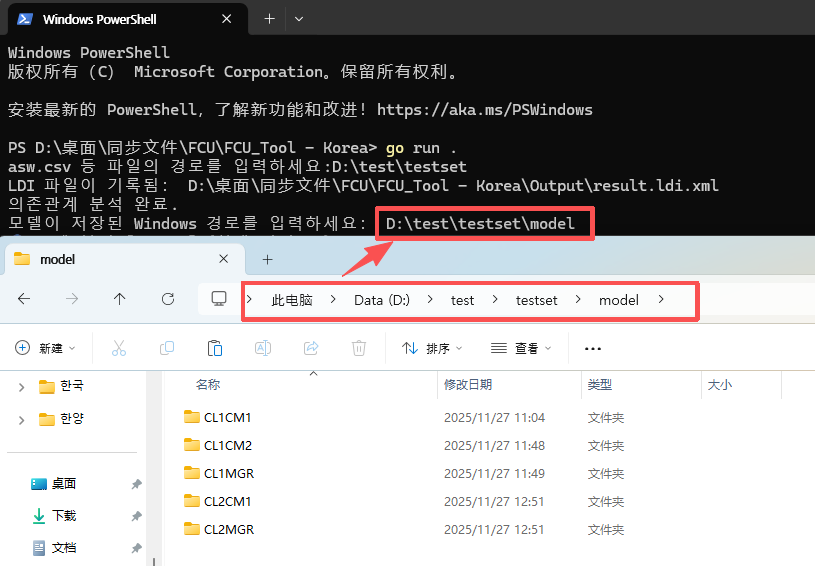 Windows PowerShell
Windows PowerShell
版权所有 (C) Microsoft Corporation。保留所有权利。
安装最新的 PowerShell，了解新功能和改进！https://aka.ms/PSWindows
PS D:\桌面\同步文件\FCU\FCU_Tool - Korea> go run .
asw.csv 등 파일의 경로를 입력하세요:D:\test\testset
LDI 파일이 기록됨: D:\桌面\同步文件\FCU\FCU_Tool - Korea\Output\result.ldi.xml
의존관계 분석 완료.
모델이 저장된 Windows 경로를 입력하세요: D:\test\testset\model
model
此电脑 > Data (D:) > test > testset > model >
新建 排序 查看 ...
名称 修改日期 类型 大小
한국
한양
桌面
下载
文档
CL1CM1 2025/11/27 11:04 文件夹
CL1CM2 2025/11/27 11:48 文件夹
CL1MGR 2025/11/27 11:49 文件夹
CL2CM1 2025/11/27 12:51 文件夹
CL2MGR 2025/11/27 12:51 文件夹